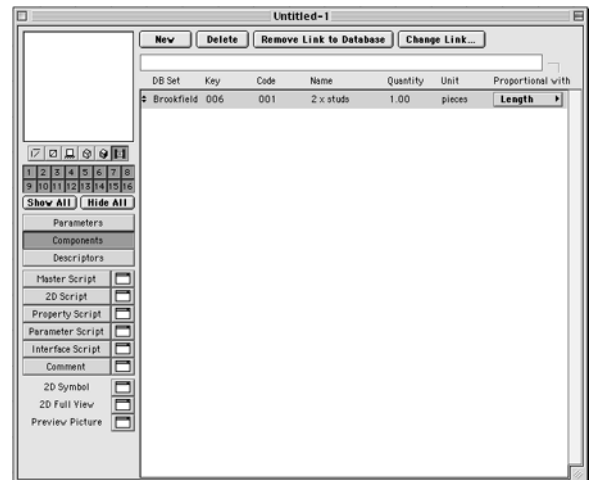 Untitled-1
New Delete Remove Link to Database Change Link...
DB Set Key Code Name Quantity Unit Proportional with
Brookfield 006 001 2 x studs 1.00 pieces Length
1 2 3 4 5 6 7 8
9 10 11 12 13 14 15 16
Show All Hide All
Parameters
Components
Descriptors
Master Script
2D Script
Property Script
Parameter Script
Interface Script
Comment
2D Symbol
2D Full View
Preview Picture